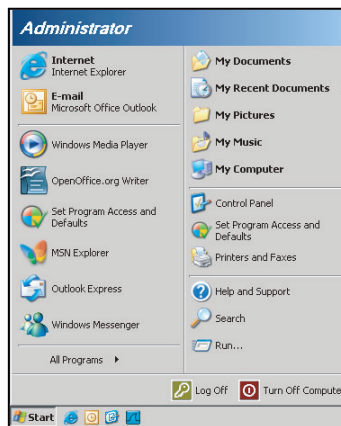 Administrator
Internet
Internet Explorer
E-mail
Microsoft Office Outlook
Windows Media Player
OpenOffice.org Writer
Set Program Access and
Defaults
MSN Explorer
Outlook Express
Windows Messenger
All Programs
My Documents
My Recent Documents
My Pictures
My Music
My Computer
Control Panel
Set Program Access and
Defaults
Printers and Faxes
Help and Support
Search
Run...
Log Off
Turn Off Compute
Start